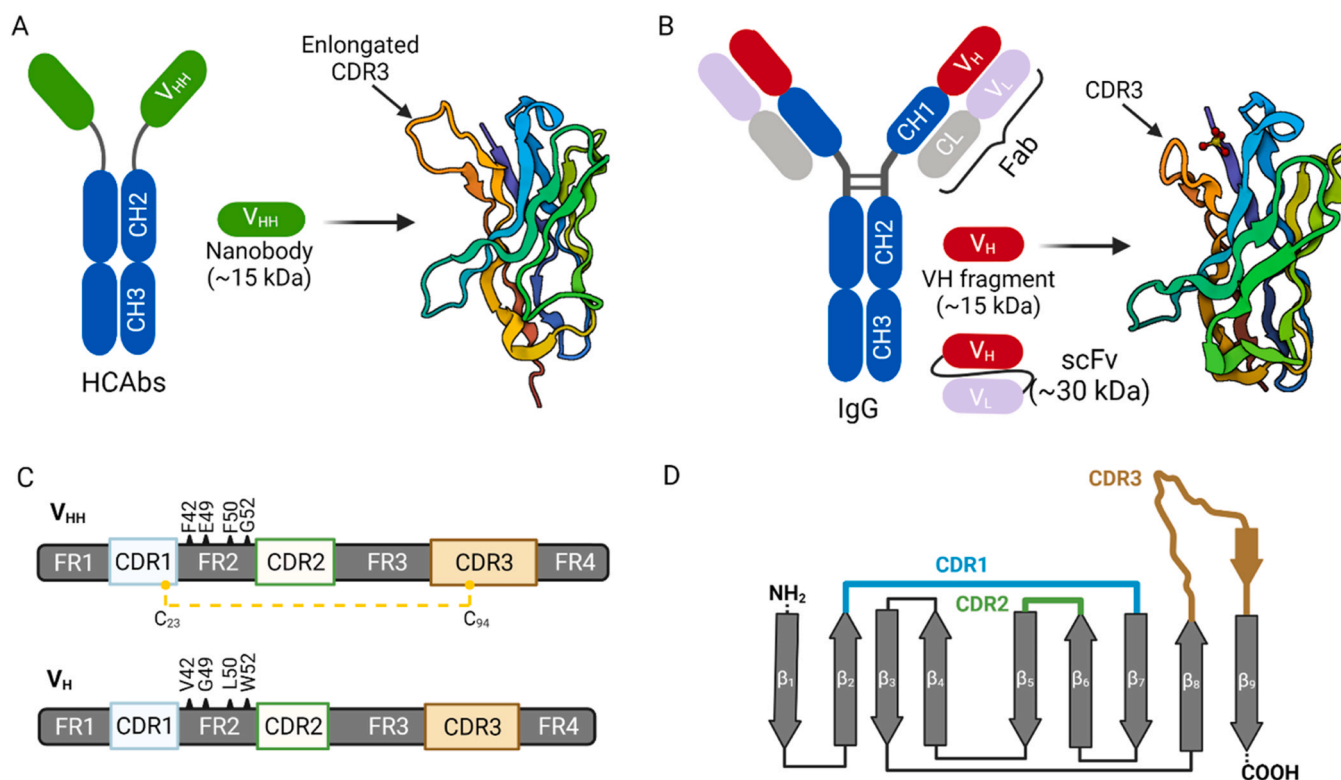 A
Enlongated
CDR3
VHH
CH2
CH3
HCAbs
VHH
Nanobody
(~15 kDa)
B
VH
VL
CH1
CL
Fab
CH2
CH3
IgG
CDR3
VH
VH fragment
(~15 kDa)
VH
VL
scFv
(~30 kDa)
C
VHH
F42
E49
F50
G52
FR1 CDR1 FR2 CDR2 FR3 CDR3 FR4
C23 C94
VH
V42
G49
L50
W52
FR1 CDR1 FR2 CDR2 FR3 CDR3 FR4
D
CDR3
CDR1
NH2
CDR2
β1 β2 β3 β4 β5 β6 β7 β8 β9
COOH